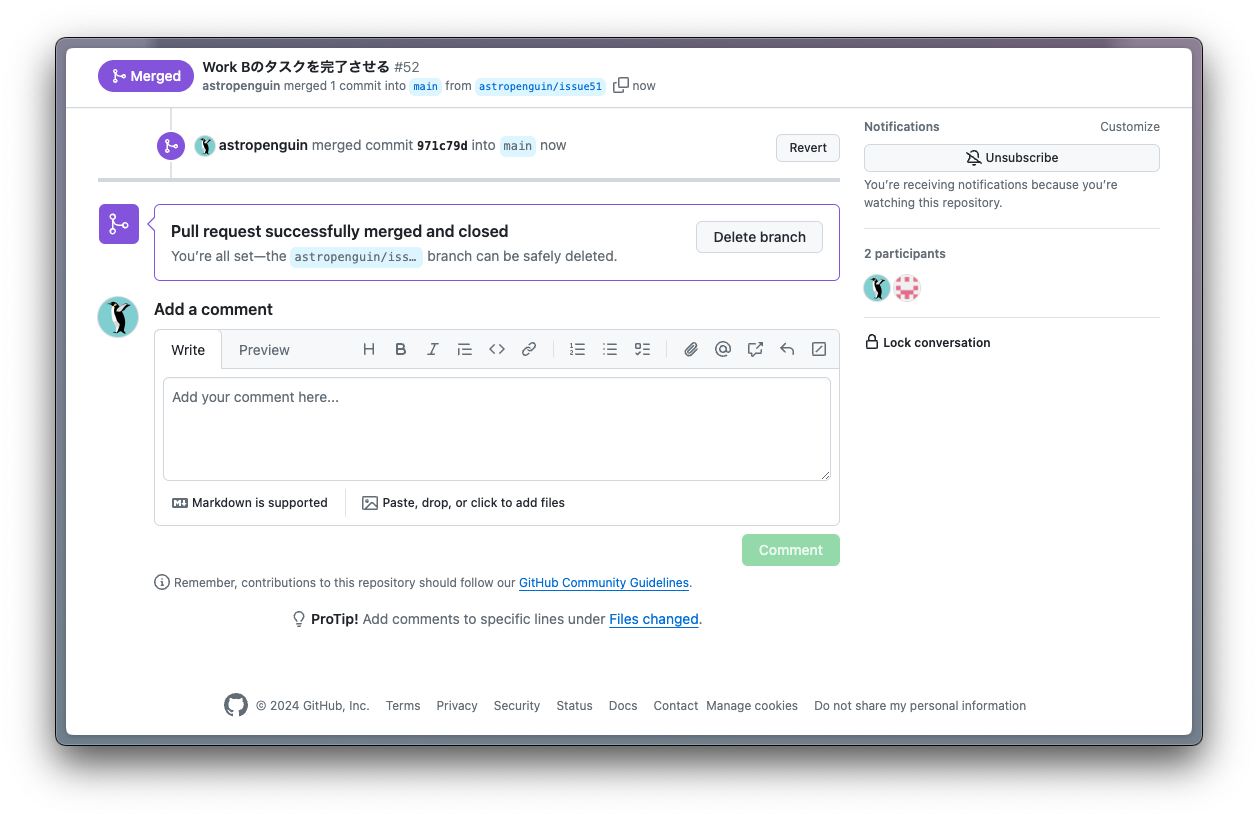 Merged
Work Bのタスクを完了させる #52
astropenguin merged 1 commit into main from astropenguin/issue51 now
astropenguin merged commit 971c79d into main now
Revert
Pull request successfully merged and closed
You're all set—the astropenguin/iss… branch can be safely deleted.
Delete branch
Add a comment
Write Preview
Add your comment here...
Markdown is supported
Paste, drop, or click to add files
Comment
Remember, contributions to this repository should follow our GitHub Community Guidelines.
ProTip! Add comments to specific lines under Files changed.
Notifications Customize
Unsubscribe
You're receiving notifications because you're
watching this repository.
2 participants
Lock conversation
© 2024 GitHub, Inc. Terms Privacy Security Status Docs Contact Manage cookies Do not share my personal information